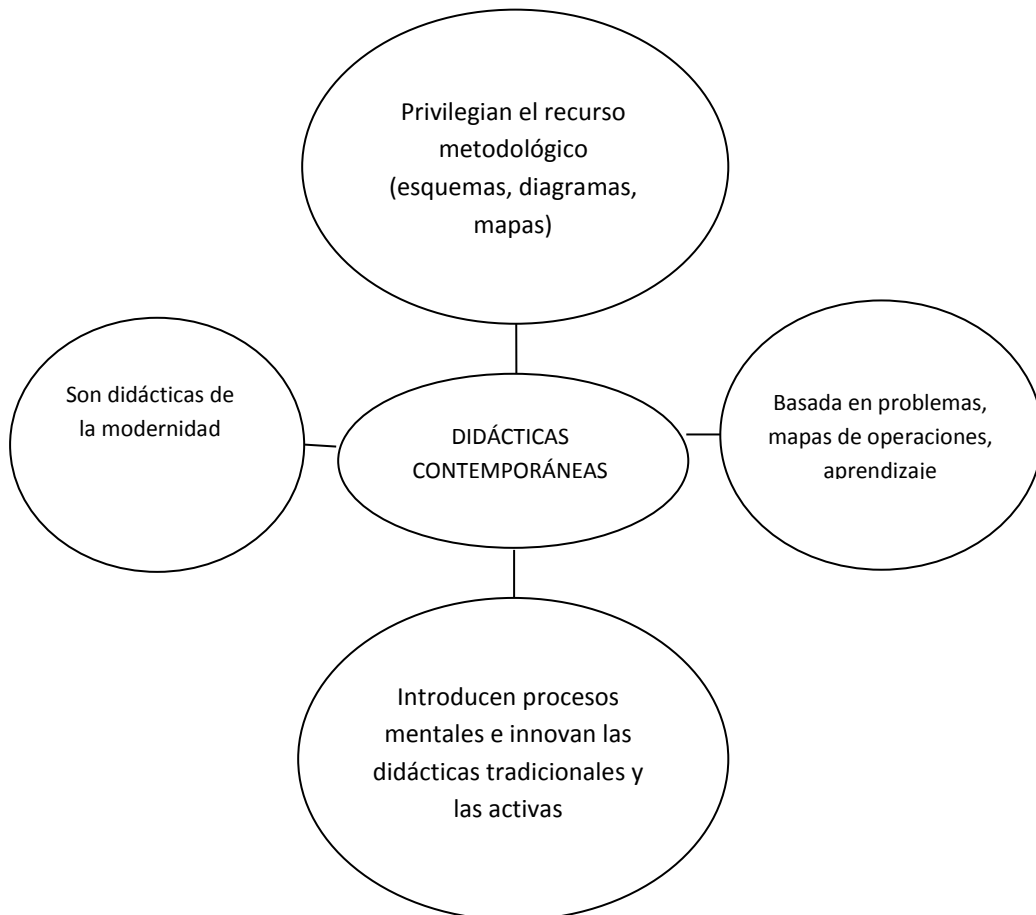 Privilegian el recurso
metodológico
(esquemas, diagramas,
mapas)
Son didácticas de
la modernidad
DIDÁCTICAS
CONTEMPORÁNEAS
Basada en problemas,
mapas de operaciones,
aprendizaje
Introducen procesos
mentales e innovan las
didácticas tradicionales y
las activas